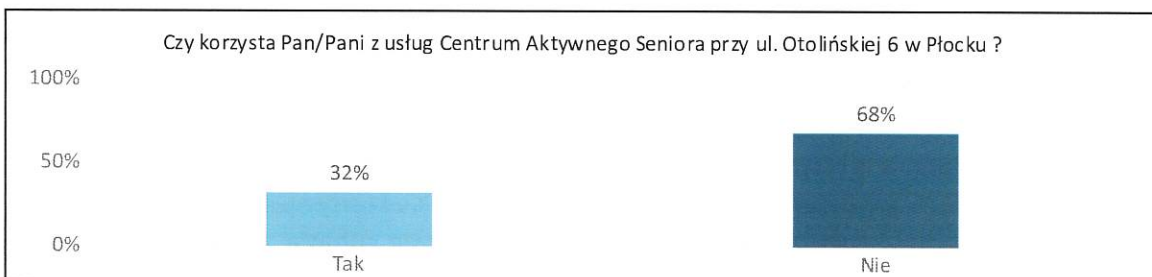 Czy korzysta Pan/Pani z usług Centrum Aktywnego Seniora przy ul. Otolińskiej 6 w Płocku ?
100%
68%
50%
32%
0%
Tak
Nie